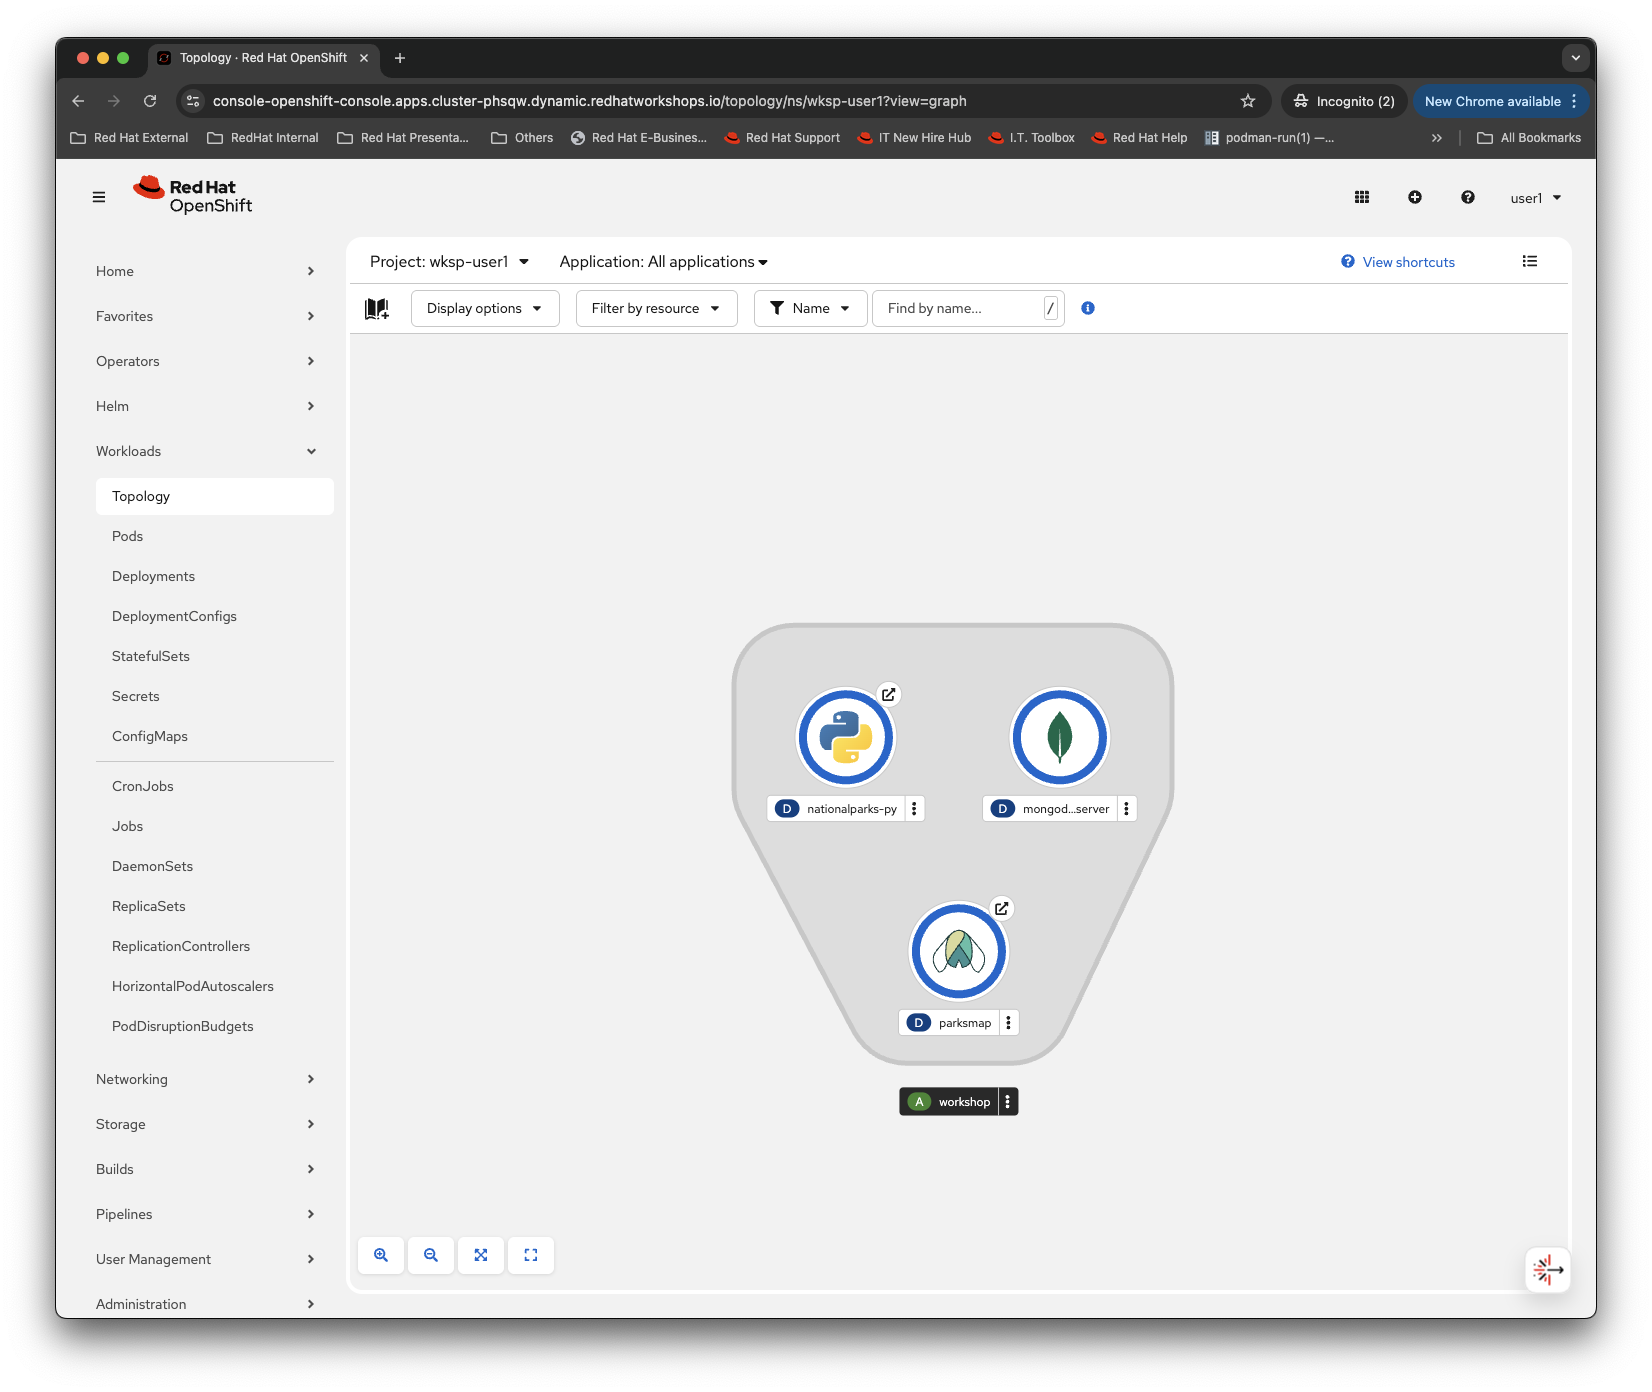 Topology · Red Hat OpenShift
console-openshift-console.apps.cluster-phsqw.dynamic.redhatworkshops.io/topology/ns/wksp-user1?view=graph
Incognito (2)
New Chrome available
Red Hat External
RedHat Internal
Red Hat Presenta...
Others
Red Hat E-Busines...
Red Hat Support
IT New Hire Hub
I.T. Toolbox
Red Hat Help
podman-run(1) —...
All Bookmarks
Red Hat
OpenShift
user1
Home
Favorites
Operators
Helm
Workloads
Topology
Pods
Deployments
DeploymentConfigs
StatefulSets
Secrets
ConfigMaps
CronJobs
Jobs
DaemonSets
ReplicaSets
ReplicationControllers
HorizontalPodAutoscalers
PodDisruptionBudgets
Networking
Storage
Builds
Pipelines
User Management
Administration
Project: wksp-user1
Application: All applications
View shortcuts
Display options
Filter by resource
Name
Find by name...
/
D nationalparks-py
D mongod...server
D parksmap
A workshop